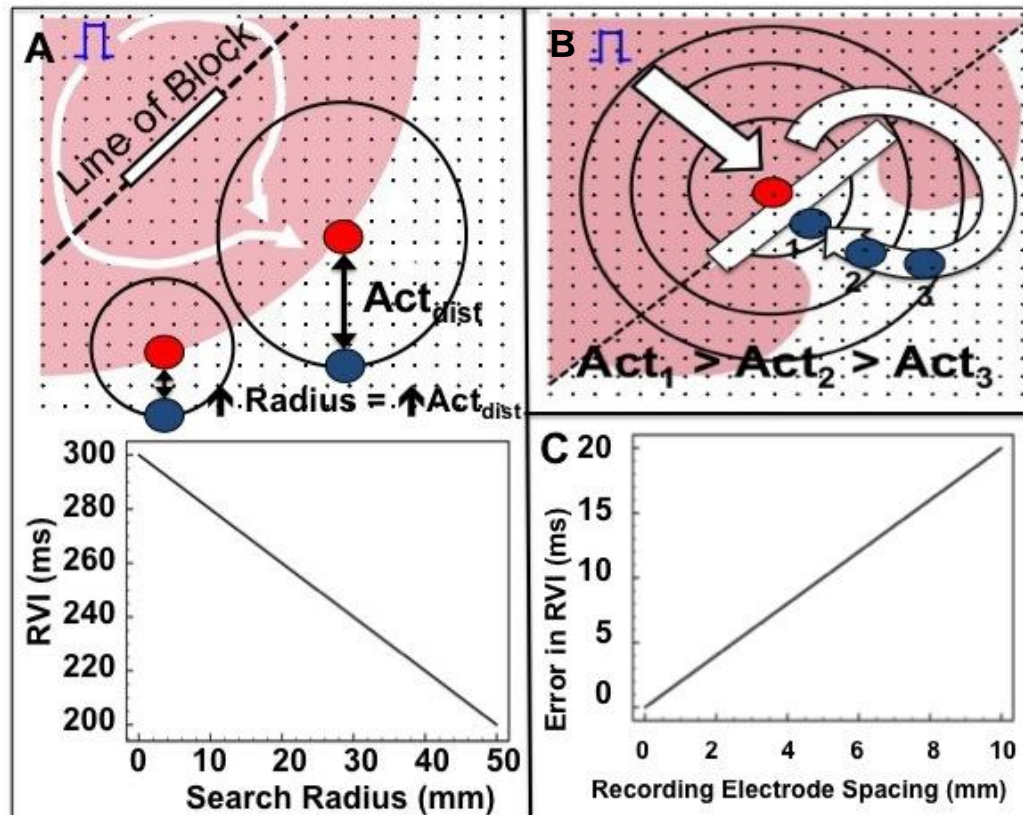 A
Line of Block
Act dist
🡅 Radius = 🡅Act dist
RVI (ms)
300
280
260
240
220
200
0 10 20 30 40 50
Search Radius (mm)
B
1
2
3
Act₁ > Act₂ > Act₃
C
Error in RVI (ms)
20
15
10
5
0
0 2 4 6 8 10
Recording Electrode Spacing (mm)